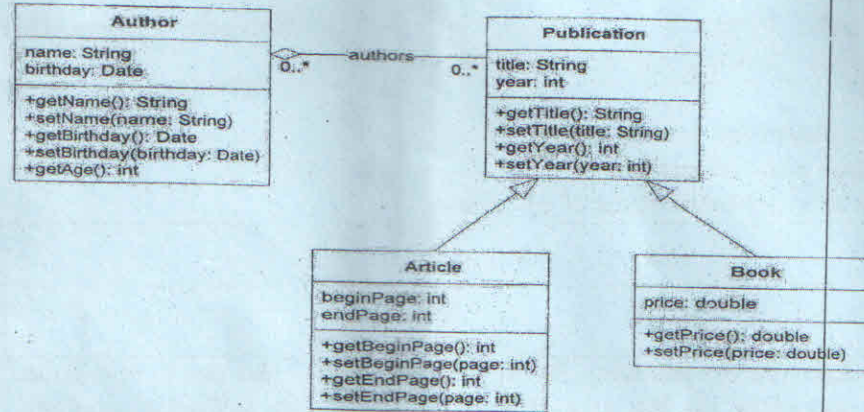 Author
name: String
birthday: Date
+getName(): String
+setName(name: String)
+getBirthday(): Date
+setBirthday(birthday: Date)
+getAge(): int
0..*
authors
0..*
Publication
title: String
year: int
+getTitle(): String
+setTitle(title: String)
+getYear(): int
+setYear(year: int)
Article
beginPage: int
endPage: int
+getBeginPage(): int
+setBeginPage(page: int)
+getEndPage(): int
+setEndPage(page: int)
Book
price: double
+getPrice(): double
+setPrice(price: double)